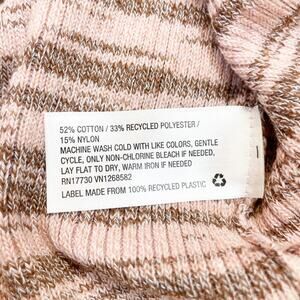 52% COTTON / 33% RECYCLED POLYESTER /
15% NYLON
MACHINE WASH COLD WITH LIKE COLORS, GENTLE
CYCLE, ONLY NON-CHLORINE BLEACH IF NEEDED,
LAY FLAT TO DRY, WARM IRON IF NEEDED
RN17730 VN1268582
LABEL MADE FROM 100% RECYCLED PLASTIC